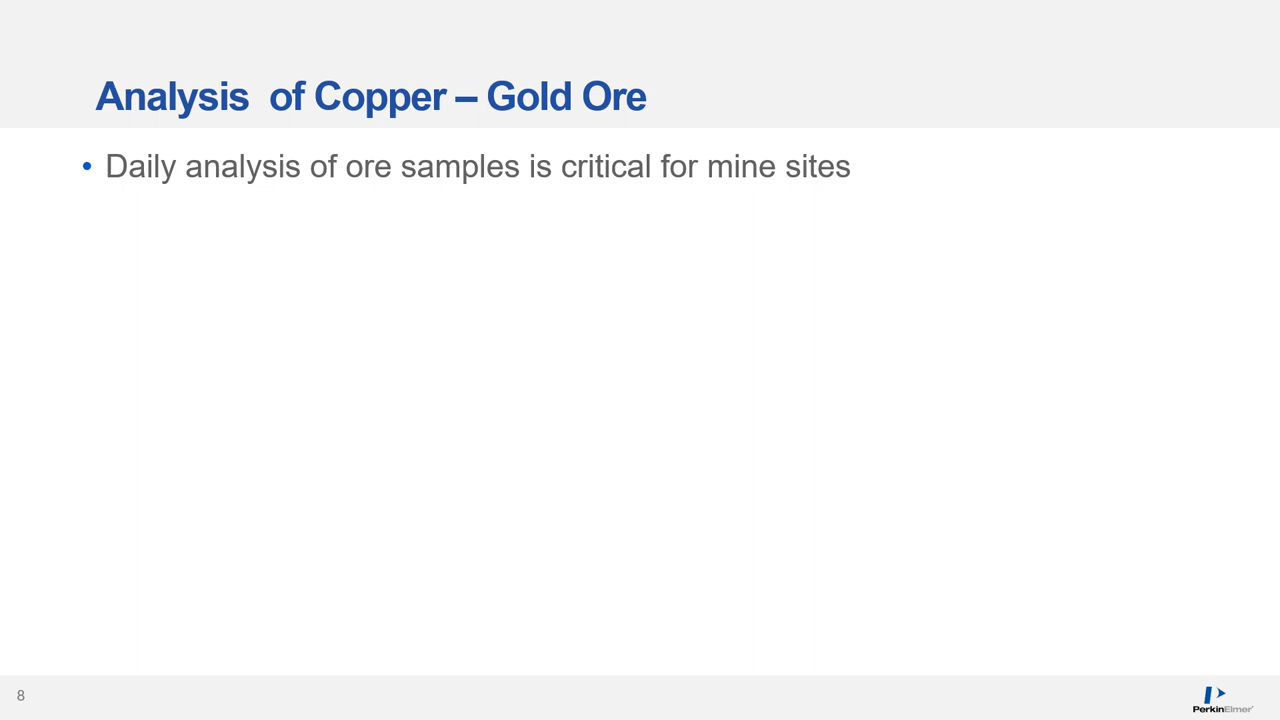 Analysis  of Copper – Gold Ore
• Daily analysis of ore samples is critical for mine sites
8
PerkinElmer